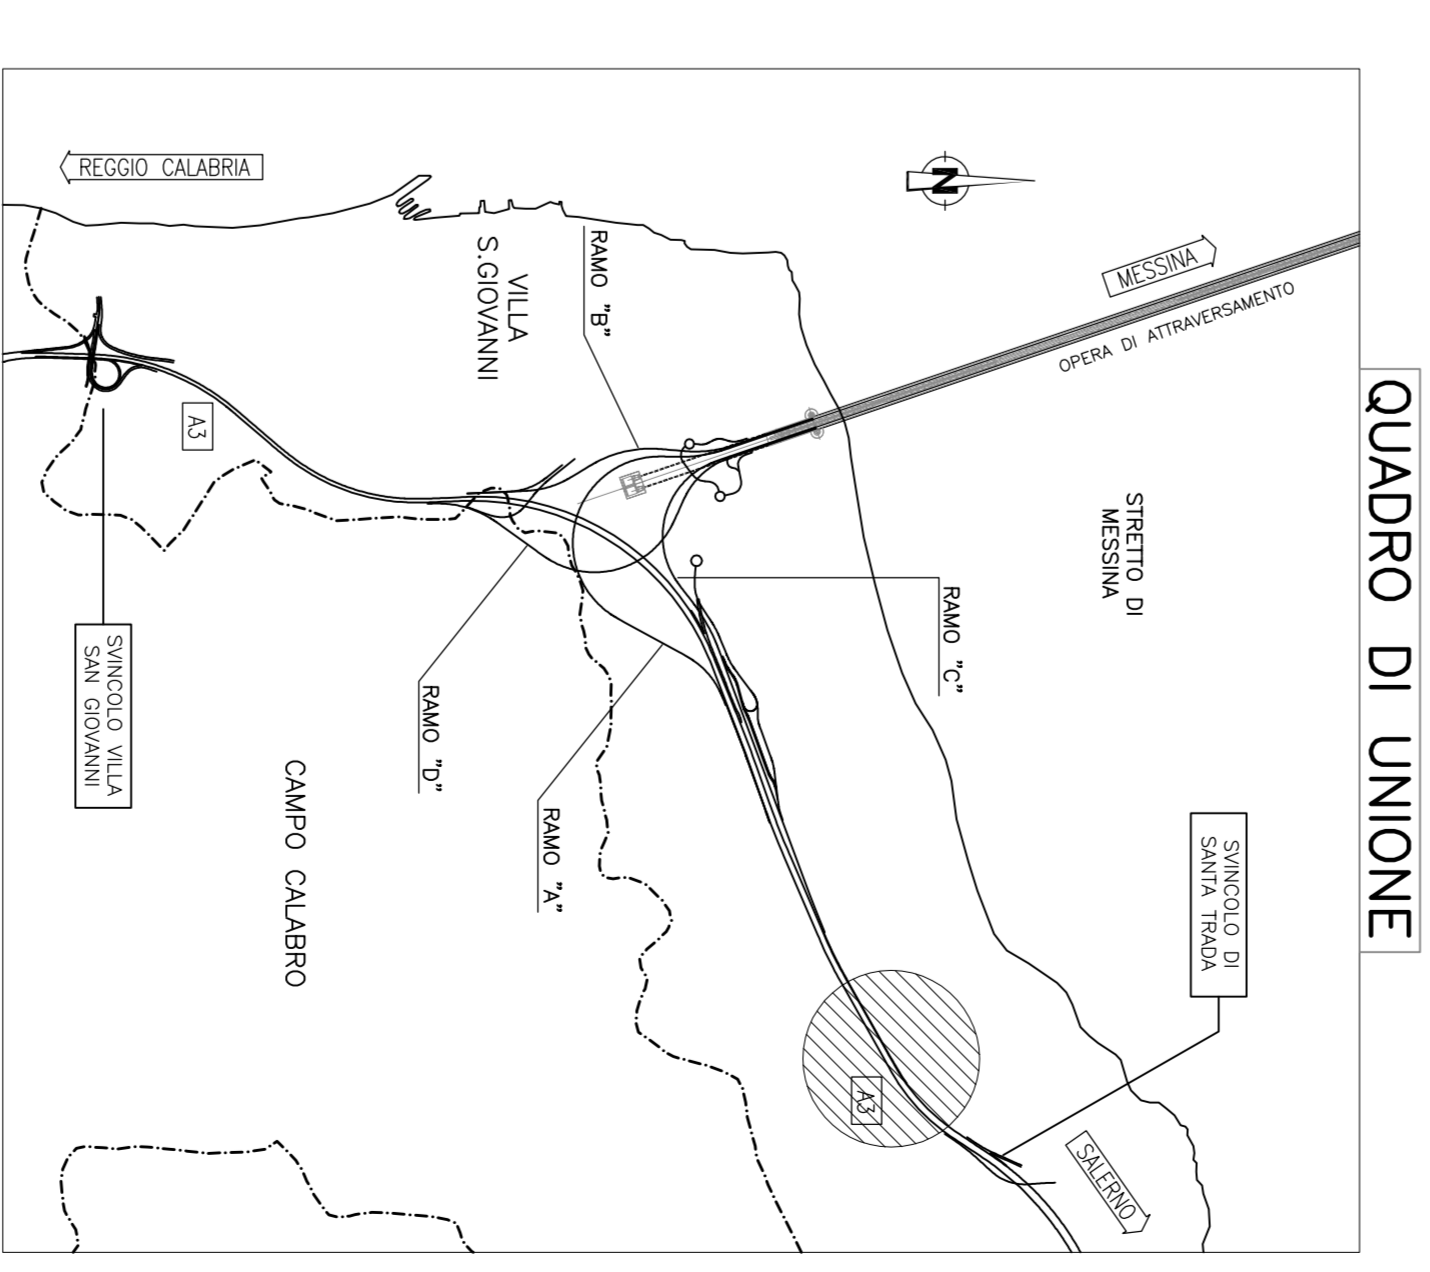 QUADRO DI UNIONE
MESSINA
OPERA DI ATTRAVERSAMENTO
STRETTO DI
MESSINA
SVINCOLO DI
SANTA TRADA
SALERNO
N
RAMO "C"
A3
RAMO "B"
VILLA
S.GIOVANNI
RAMO "A"
RAMO "D"
CAMPO CALABRO
REGGIO CALABRIA
A3
SVINCOLO VILLA
SAN GIOVANNI